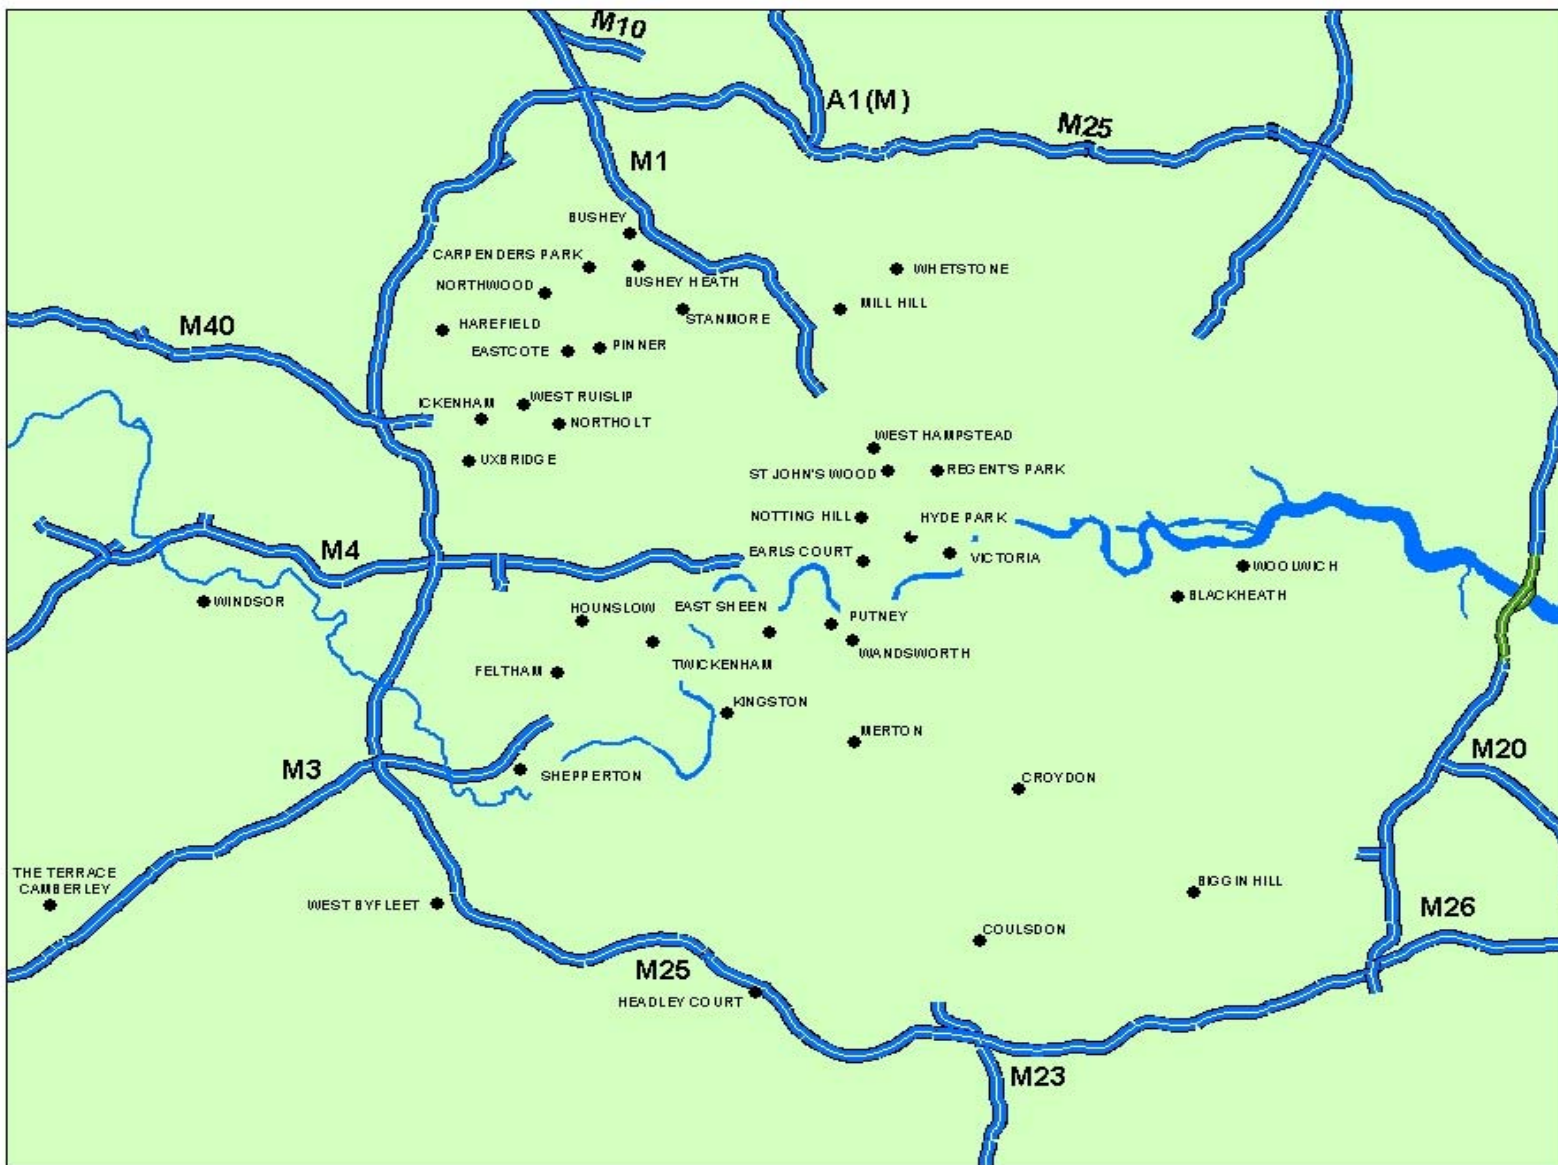 M10
A1(M)
M25
M1
BUSHEY
CARPENDERS PARK
WHETSTONE
BUSHEY HEATH
NORTHWOOD
MILL HILL
STANMORE
M40
HAREFIELD
PINNER
EASTCOTE
WEST RUISLIP
ICKENHAM
NORTHOLT
WEST HAMPSTEAD
UXBRIDGE
ST JOHN'S WOOD
REGENT'S PARK
NOTTING HILL
HYDE PARK
M4
EARLS COURT
VICTORIA
WOOLWICH
BLACKHEATH
WINDSOR
HOUNSLOW
EAST SHEEN
PUTNEY
WANDSWORTH
TWICKENHAM
FELTHAM
KINGSTON
MERTON
M20
M3
SHEPPERTON
CROYDON
THE TERRACE
CAMBERLEY
BIGGIN HILL
WEST BYFLEET
M26
COULSDON
M25
HEADLEY COURT
M23